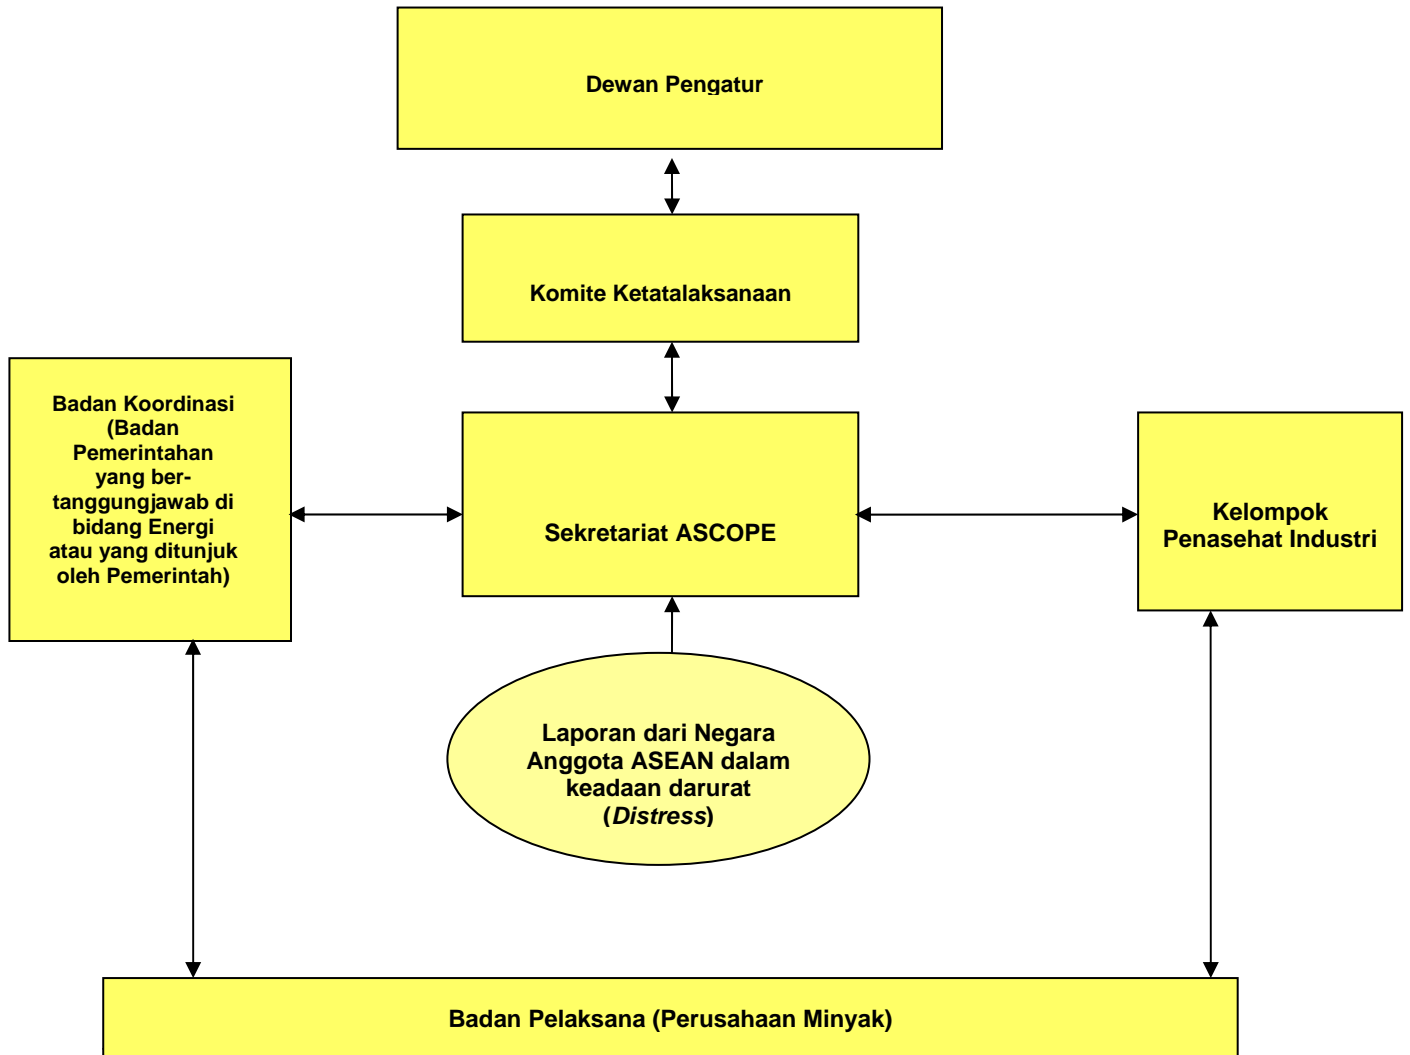 Dewan Pengatur
Komite Ketatalaksanaan
Badan Koordinasi
(Badan
Pemerintahan
yang ber-
tanggungjawab di
bidang Energi
atau yang ditunjuk
oleh Pemerintah)
Sekretariat ASCOPE
Kelompok
Penasehat Industri
Laporan dari Negara
Anggota ASEAN dalam
keadaan darurat
(Distress)
Badan Pelaksana (Perusahaan Minyak)